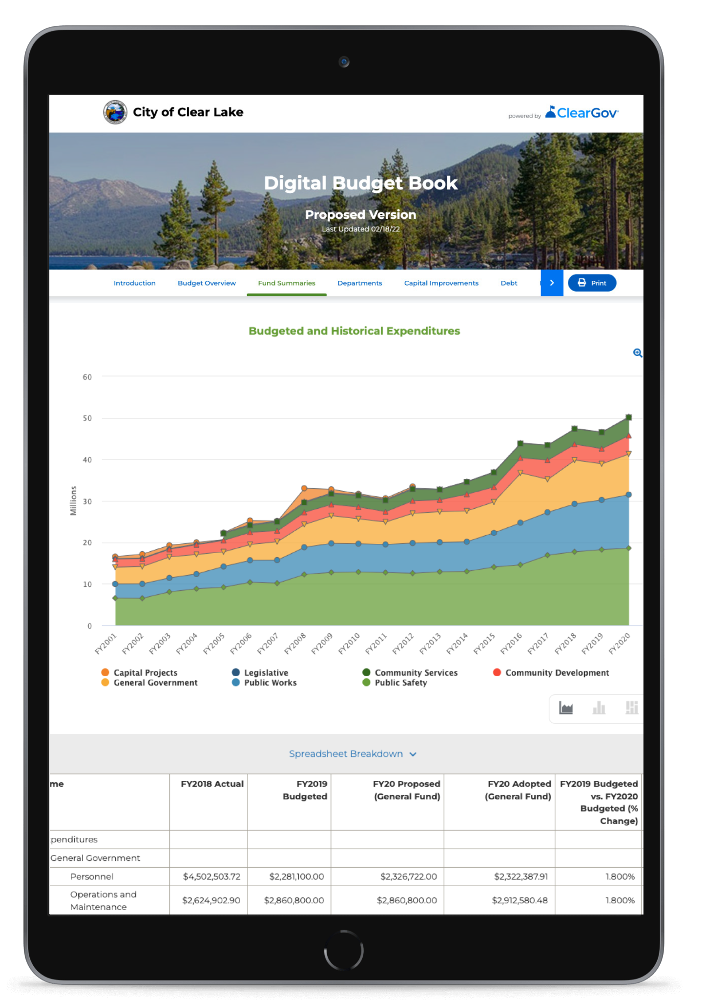 City of Clear Lake
powered by ClearGov
Digital Budget Book
Proposed Version
Last Updated 02/18/22
Introduction Budget Overview Fund Summaries Departments Capital Improvements Debt Print
Budgeted and Historical Expenditures
60
50
40
30
20
10
0
Millions
FY2001 FY2002 FY2003 FY2004 FY2005 FY2006 FY2007 FY2008 FY2009 FY2010 FY2011 FY2012 FY2013 FY2014 FY2015 FY2016 FY2017 FY2018 FY2019 FY2020
Capital Projects Legislative Community Services Community Development
General Government Public Works Public Safety
Spreadsheet Breakdown
me FY2018 Actual FY2019 FY20 Proposed FY20 Adopted FY2019 Budgeted
Budgeted (General Fund) (General Fund) vs. FY2020
Budgeted (%
Change)
penditures
General Government
Personnel $4,502,503.72 $2,281,100.00 $2,326,722.00 $2,322,387.91 1.800%
Operations and
Maintenance $2,624,902.90 $2,860,800.00 $2,860,800.00 $2,912,580.48 1.800%